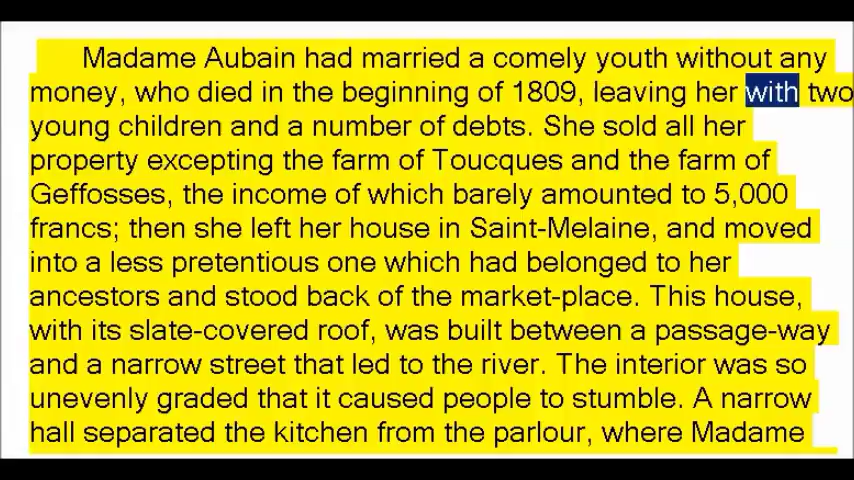 Madame Aubain had married a comely youth without any
money, who died in the beginning of 1809, leaving her with two
young children and a number of debts. She sold all her
property excepting the farm of Toucques and the farm of
Geffosses, the income of which barely amounted to 5,000
francs; then she left her house in Saint-Melaine, and moved
into a less pretentious one which had belonged to her
ancestors and stood back of the market-place. This house,
with its slate-covered roof, was built between a passage-way
and a narrow street that led to the river. The interior was so
unevenly graded that it caused people to stumble. A narrow
hall separated the kitchen from the parlour, where Madame